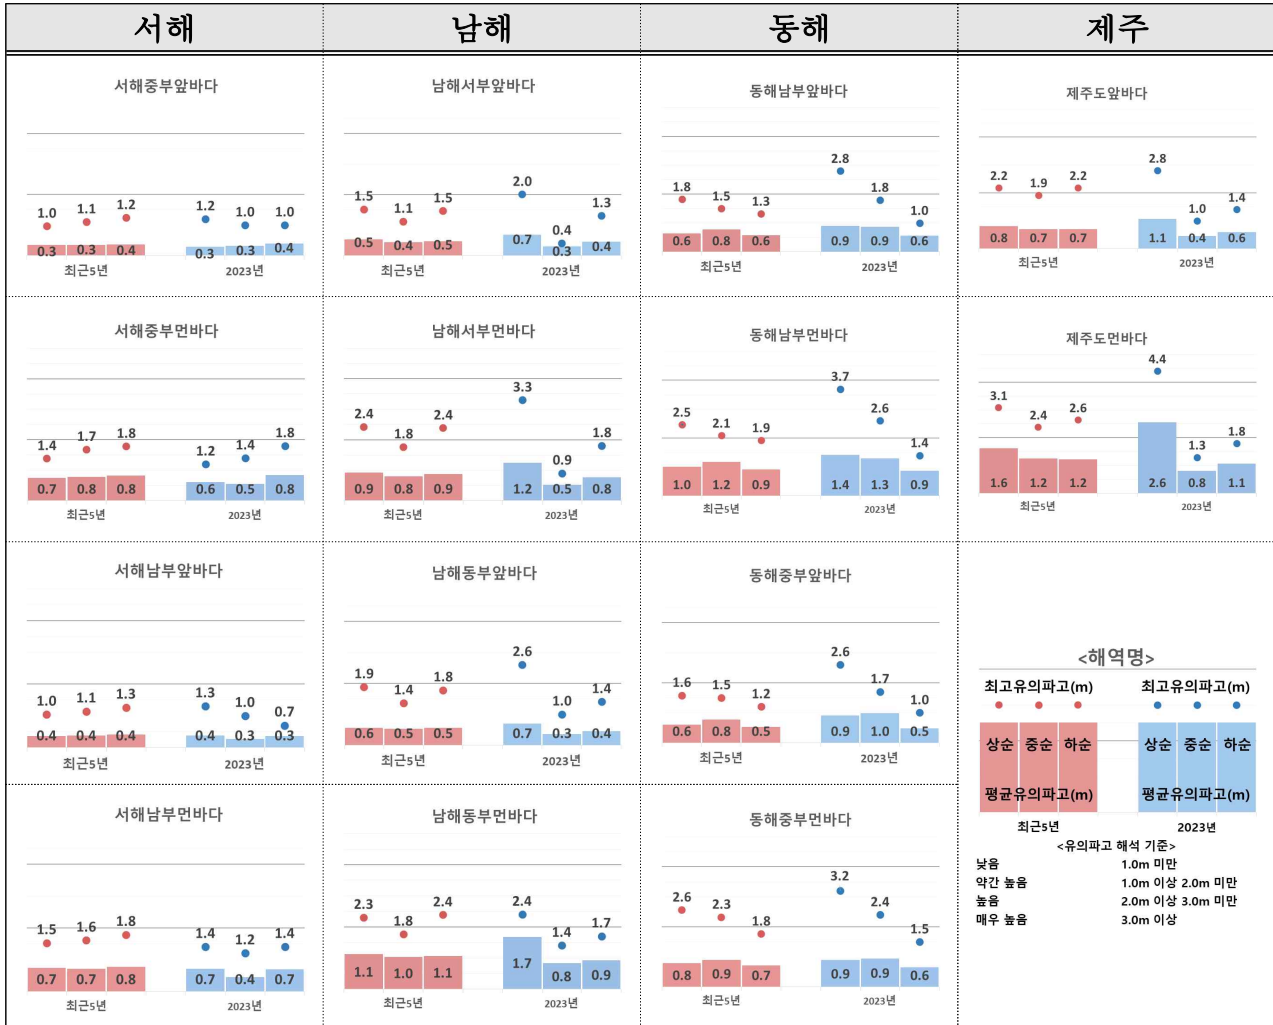 서해 남해 동해 제주
서해중부앞바다
1.0 1.1 1.2 1.2 1.0 1.0
0.3 0.3 0.4 0.3 0.3 0.4
최근5년 2023년
남해서부앞바다
1.5 1.1 1.5 2.0 0.4 1.3
0.5 0.4 0.5 0.7 0.3 0.4
최근5년 2023년
동해남부앞바다
1.8 1.5 1.3 2.8 1.8 1.0
0.6 0.8 0.6 0.9 0.9 0.6
최근5년 2023년
제주도앞바다
2.2 1.9 2.2 2.8 1.0 1.4
0.8 0.7 0.7 1.1 0.4 0.6
최근5년 2023년
서해중부먼바다
1.4 1.7 1.8 1.2 1.4 1.8
0.7 0.8 0.8 0.6 0.5 0.8
최근5년 2023년
남해서부먼바다
2.4 1.8 2.4 3.3 0.9 1.8
0.9 0.8 0.9 1.2 0.5 0.8
최근5년 2023년
동해남부먼바다
2.5 2.1 1.9 3.7 2.6 1.4
1.0 1.2 0.9 1.4 1.3 0.9
최근5년 2023년
제주도먼바다
3.1 2.4 2.6 4.4 1.3 1.8
1.6 1.2 1.2 2.6 0.8 1.1
최근5년 2023년
서해남부앞바다
1.0 1.1 1.3 1.3 1.0 0.7
0.4 0.4 0.4 0.4 0.3 0.3
최근5년 2023년
남해동부앞바다
1.9 1.4 1.8 2.6 1.0 1.4
0.6 0.5 0.5 0.7 0.3 0.4
최근5년 2023년
동해중부앞바다
1.6 1.5 1.2 2.6 1.7 1.0
0.6 0.8 0.5 0.9 1.0 0.5
최근5년 2023년
서해남부먼바다
1.5 1.6 1.8 1.4 1.2 1.4
0.7 0.7 0.8 0.7 0.4 0.7
최근5년 2023년
남해동부먼바다
2.3 1.8 2.4 2.4 1.4 1.7
1.1 1.0 1.1 1.7 0.8 0.9
최근5년 2023년
동해중부먼바다
2.6 2.3 1.8 3.2 2.4 1.5
0.8 0.9 0.7 0.9 0.9 0.6
최근5년 2023년
<해역명>
최고유의파고(m) 최고유의파고(m)
상순 중순 하순 상순 중순 하순
평균유의파고(m) 평균유의파고(m)
최근5년 2023년
<유의파고 해석 기준>
낮음 1.0m 미만
약간 높음 1.0m 이상 2.0m 미만
높음 2.0m 이상 3.0m 미만
매우 높음 3.0m 이상